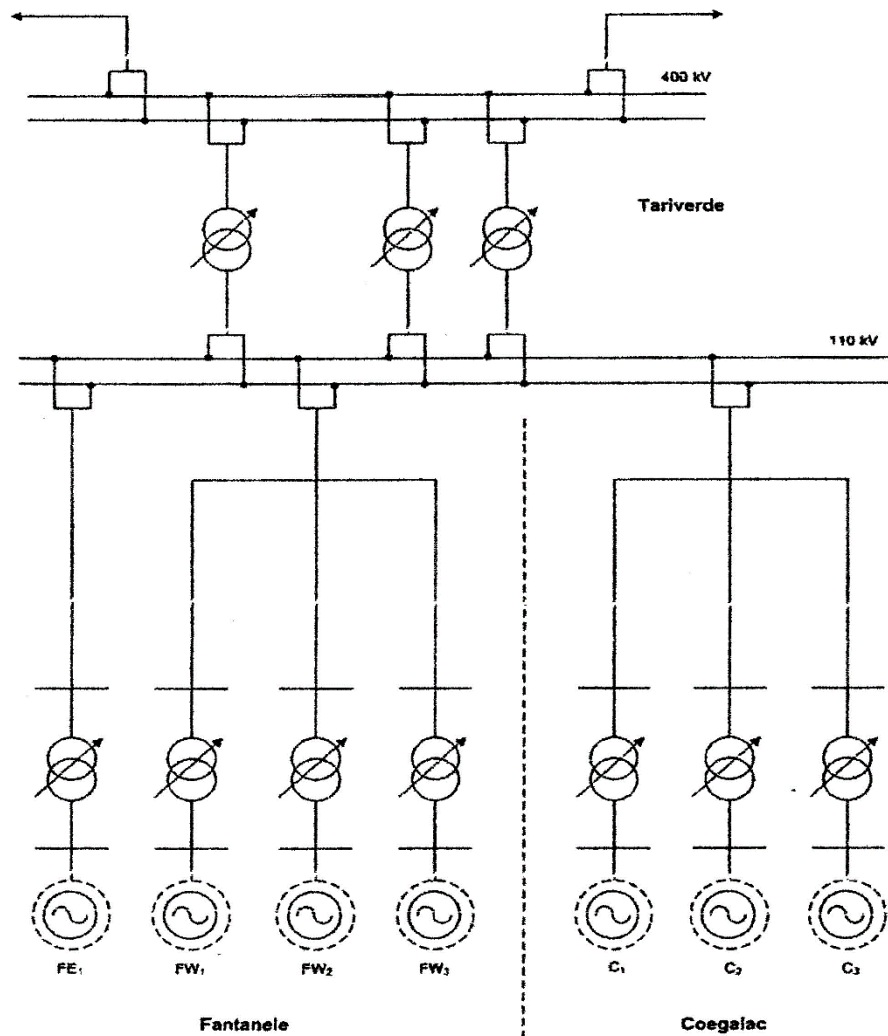 400 kV
Tariverde
110 kV
FE₁ FW₁ FW₂ FW₃ C₁ C₂ C₃
Fantanele Coegalac